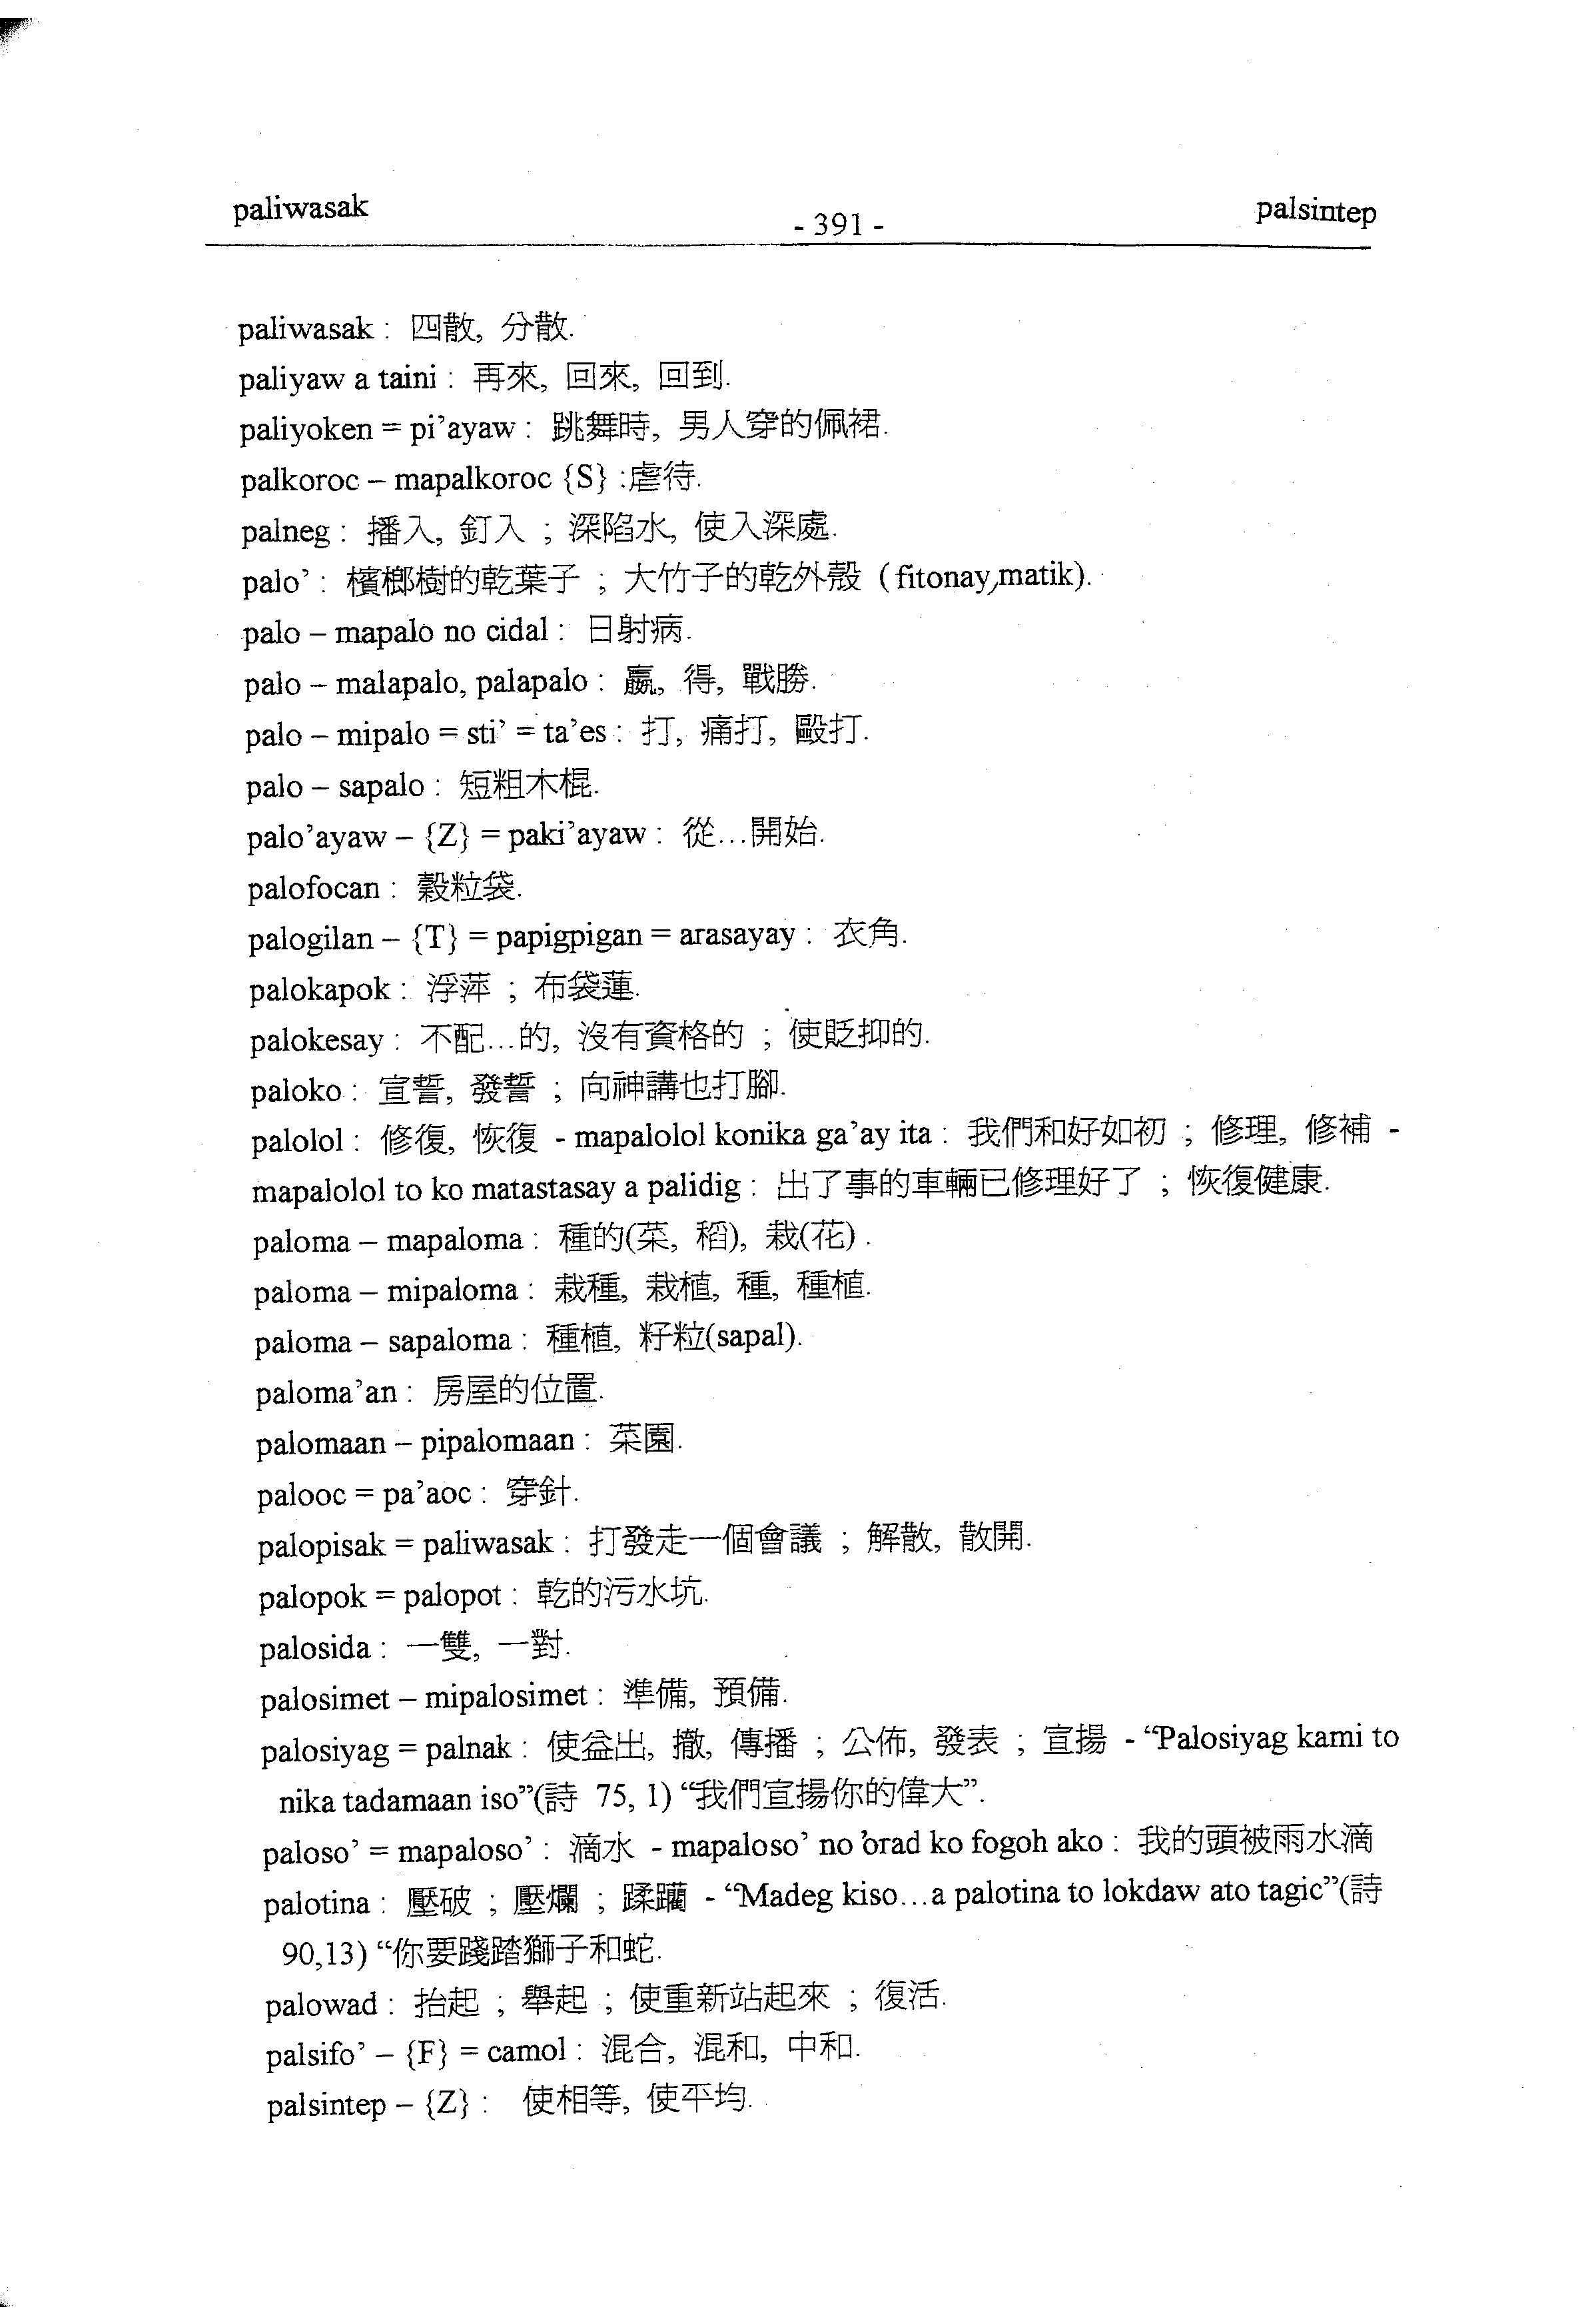 paliwasak
- 391 -
palsintep
paliwasak : 四散, 分散.
paliyaw a taini : 再來, 回來, 回到.
paliyoken = pi’ayaw : 跳舞時, 男人穿的佩裙.
palkoroc – mapalkoroc {S} :虐待.
palneg : 播入, 釘入 ; 深陷水, 使入深處.
palo’ : 檳榔樹的乾葉子 ; 大竹子的乾外殼 (fitonay,matik).
palo – mapalo no cidal : 日射病.
palo – malapalo, palapalo : 贏, 得, 戰勝.
palo – mipalo = sti’ = ta’es : 打, 痛打, 毆打.
palo – sapalo : 短粗木棍.
palo’ayaw – {Z} = paki’ayaw : 從…開始.
palofocan : 穀粒袋.
palogilan – {T} = papigpigan = arasayay : 衣角.
palokapok : 浮萍 ; 布袋蓮.
palokesay : 不配…的, 沒有資格的 ; 使貶抑的.
paloko : 宣誓, 發誓 ; 向神講也打腳.
palolol : 修復, 恢復 - mapalolol konika ga’ay ita : 我們和好如初 ; 修理, 修補 -
mapalolol to ko matastasay a palidig : 出了事的車輛已修理好了 ; 恢復健康.
paloma – mapaloma : 種的(菜, 稻), 栽(花) .
paloma – mipaloma : 栽種, 栽植, 種, 種植.
paloma – sapaloma : 種植, 籽粒(sapal).
paloma’an : 房屋的位置.
palomaan – pipalomaan : 菜園.
palooc = pa’aoc : 穿針.
palopisak = paliwasak : 打發走一個會議 ; 解散, 散開.
palopok = palopot : 乾的污水坑.
palosida : 一雙, 一對.
palosimet – mipalosimet : 準備, 預備.
palosiyag = palnak : 使益出, 撤, 傳播 ; 公佈, 發表 ; 宣揚 - “Palosiyag kami to
nika tadamaan iso”(詩 75, 1) “我們宣揚你的偉大”.
paloso’ = mapaloso’ : 滴水 - mapaloso’ no ’orad ko fogoh ako : 我的頭被雨水滴
palotina : 壓破 ; 壓爛 ; 蹂躪 - “Madeg kiso…a palotina to lokdaw ato tagic”(詩
90,13) “你要踐踏獅子和蛇.
palowad : 抬起 ; 舉起 ; 使重新站起來 ; 復活.
palsifo’ – {F} = camol : 混合, 混和, 中和.
palsintep – {Z} : 使相等, 使平均.